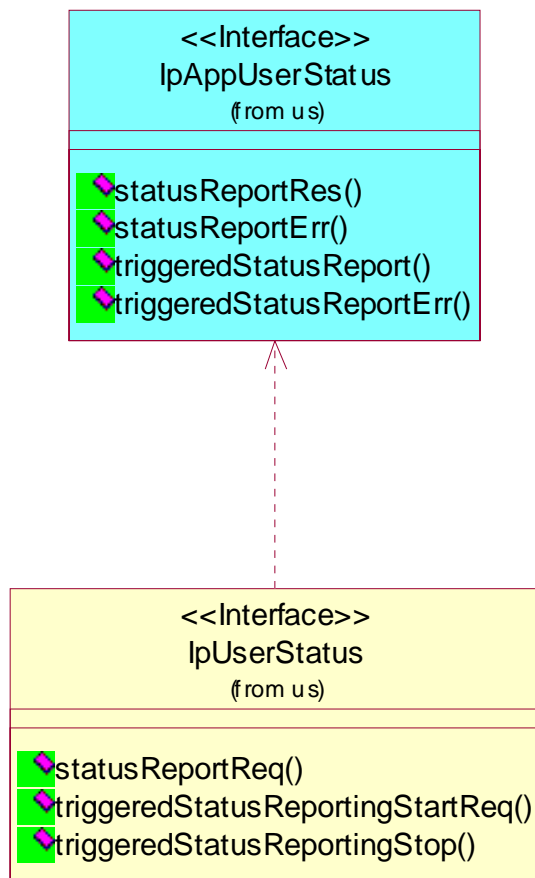 <<Interface>>
IpAppUserStatus
(from us)
statusReportRes()
statusReportErr()
triggeredStatusReport()
triggeredStatusReportErr()
<<Interface>>
IpUserStatus
(from us)
statusReportReq()
triggeredStatusReportingStartReq()
triggeredStatusReportingStop()